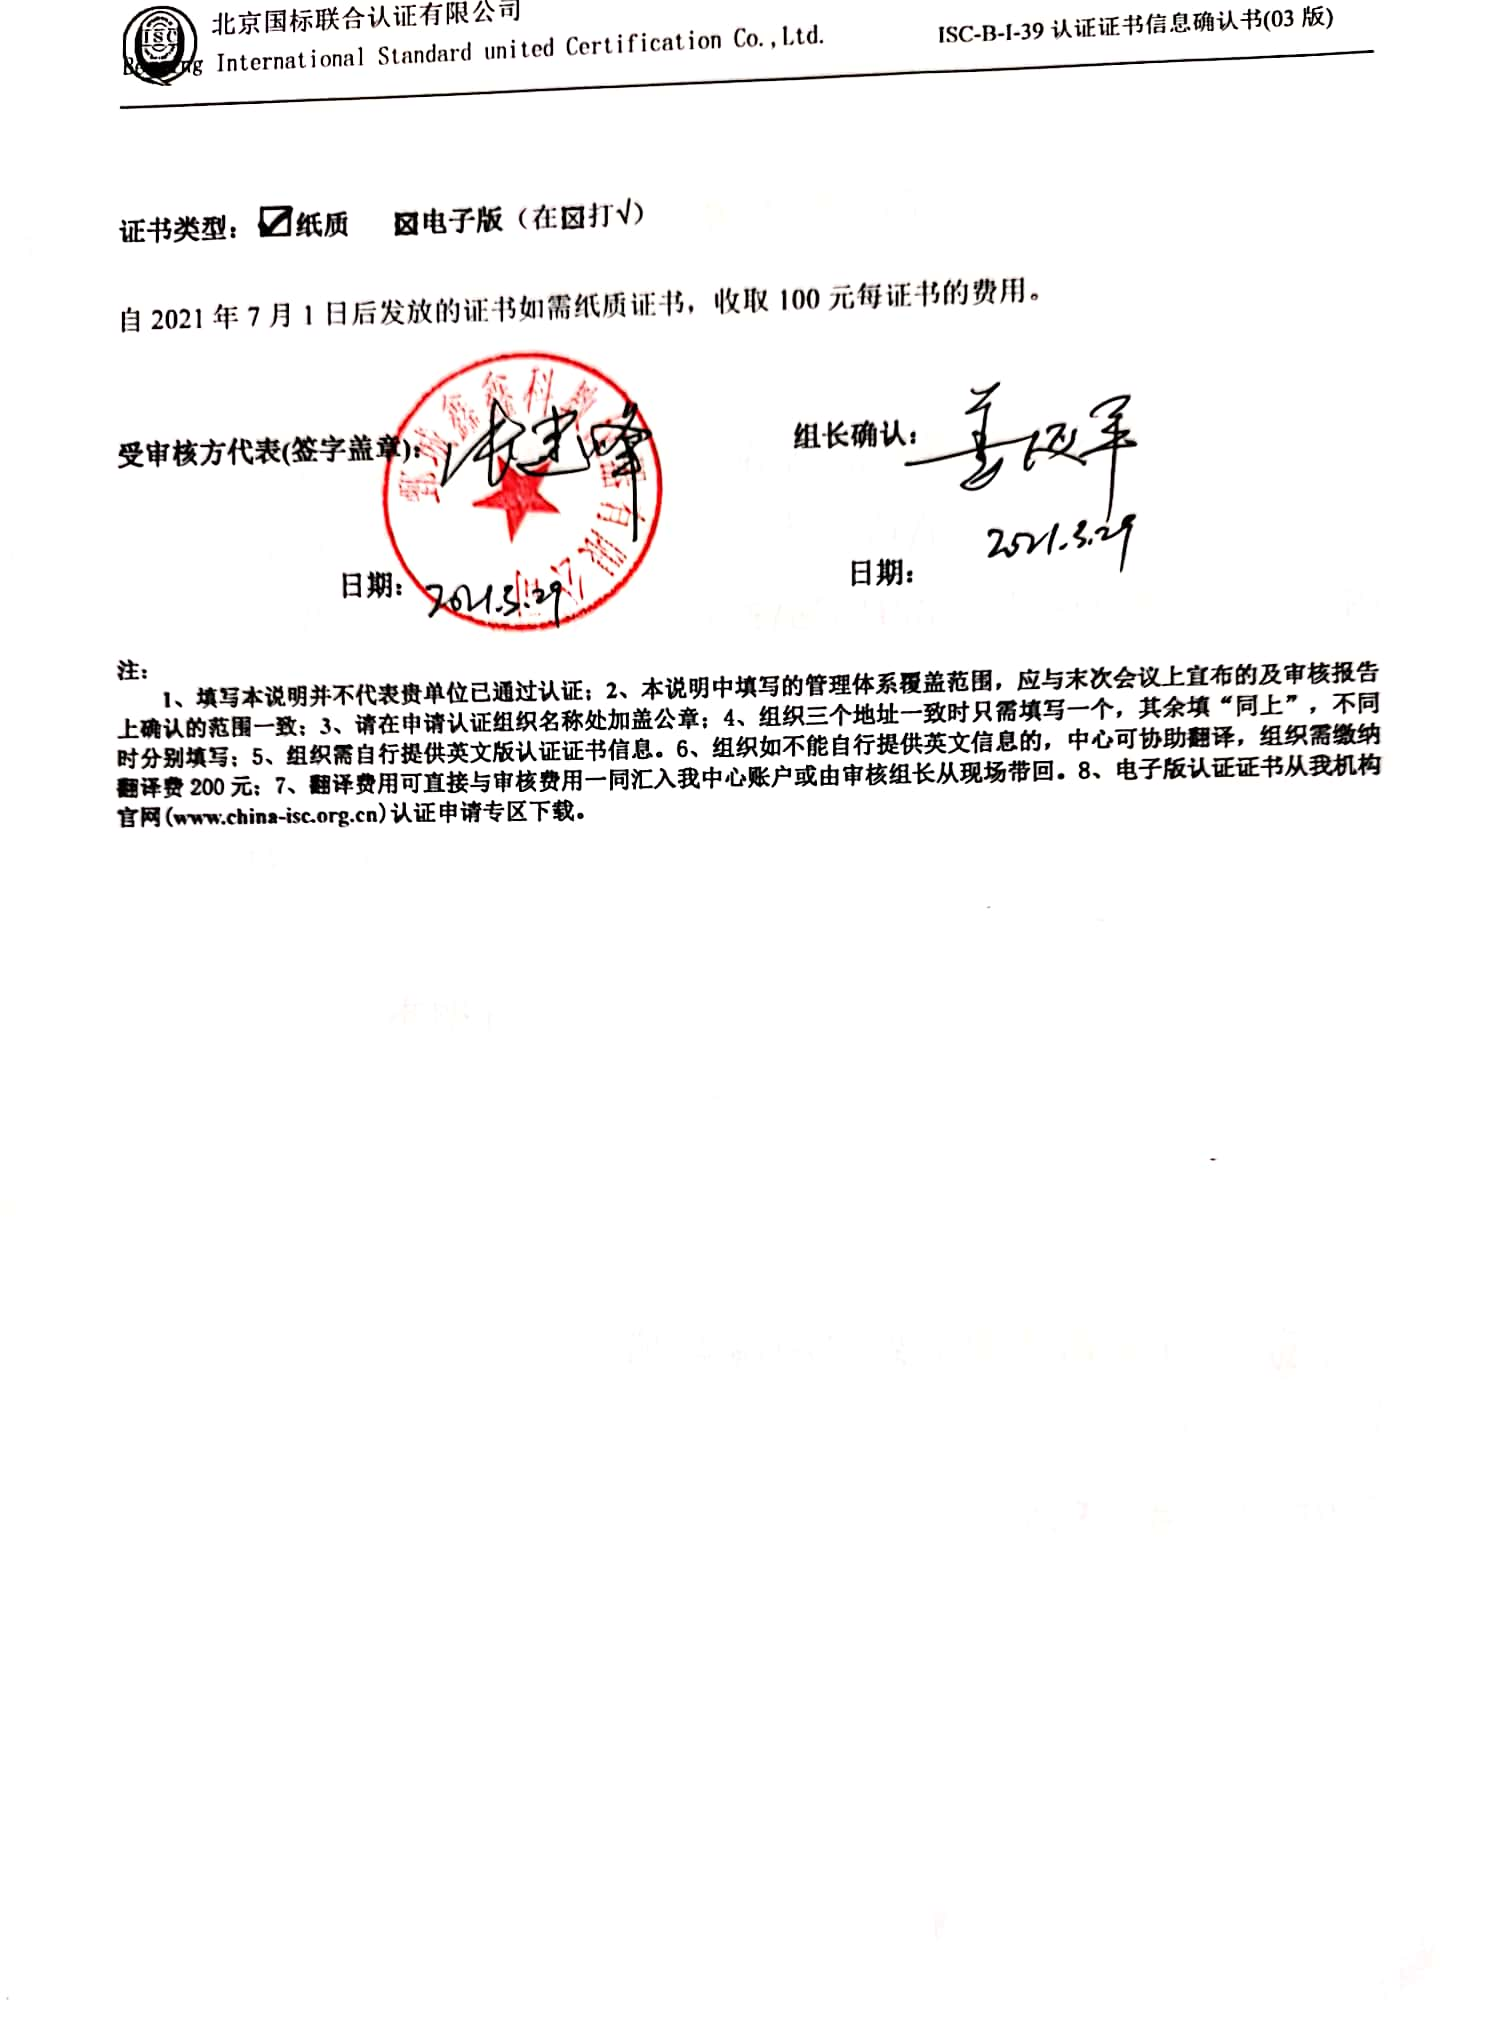 北京国标联合认证有限公司
Beijing International Standard united Certification Co.,Ltd.
ISC-B-I-39 认证证书信息确认书(03 版)
ISC
证书类型：☑纸质 ☒电子版（在☒打√）
自 2021 年 7 月 1 日后发放的证书如需纸质证书，收取 100 元每证书的费用。
受审核方代表(签字盖章)：
组长确认：
日期：2021.3.29
日期：2021.3.29
鑫鑫科 器有限公司
注：
1、填写本说明并不代表贵单位已通过认证；2、本说明中填写的管理体系覆盖范围，应与末次会议上宣布的及审核报告
上确认的范围一致；3、请在申请认证组织名称处加盖公章；4、组织三个地址一致时只需填写一个，其余填“同上”，不同
时分别填写；5、组织需自行提供英文版认证证书信息。6、组织如不能自行提供英文信息的，中心可协助翻译，组织需缴纳
翻译费 200 元；7、翻译费用可直接与审核费用一同汇入我中心账户或由审核组长从现场带回。8、电子版认证证书从我机构
官网(www.china-isc.org.cn)认证申请专区下载。